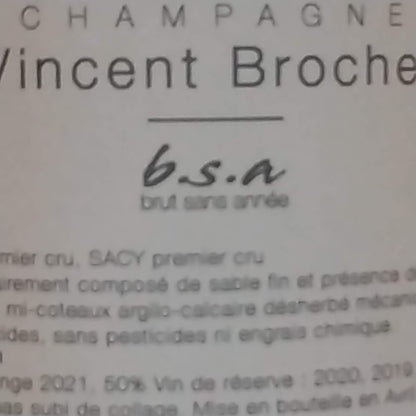 CHAMPAGNE
Vincent Broche
b.s.a
brut sans année
mier cru, SACY premier cru
irement composé de sable fin et présence d
mi-coteaux argilo-calcaire désherbé mécani
ides, sans pesticides ni engrais chimique
nge 2021, 50% Vin de réserve : 2020, 2019
as subi de collage. Mise en bouteille en Avri